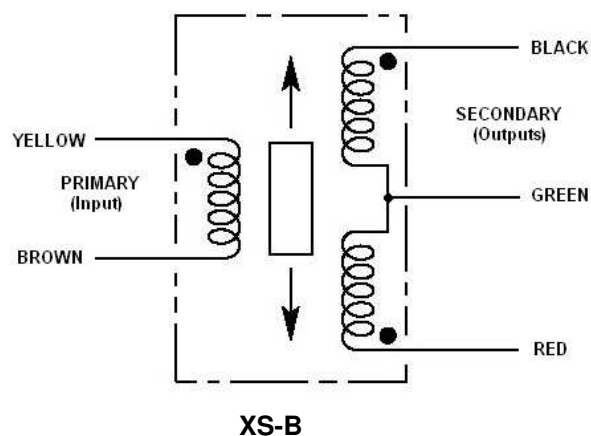 BLACK
SECONDARY
(Outputs)
YELLOW
PRIMARY
(Input)
GREEN
BROWN
RED
XS-B